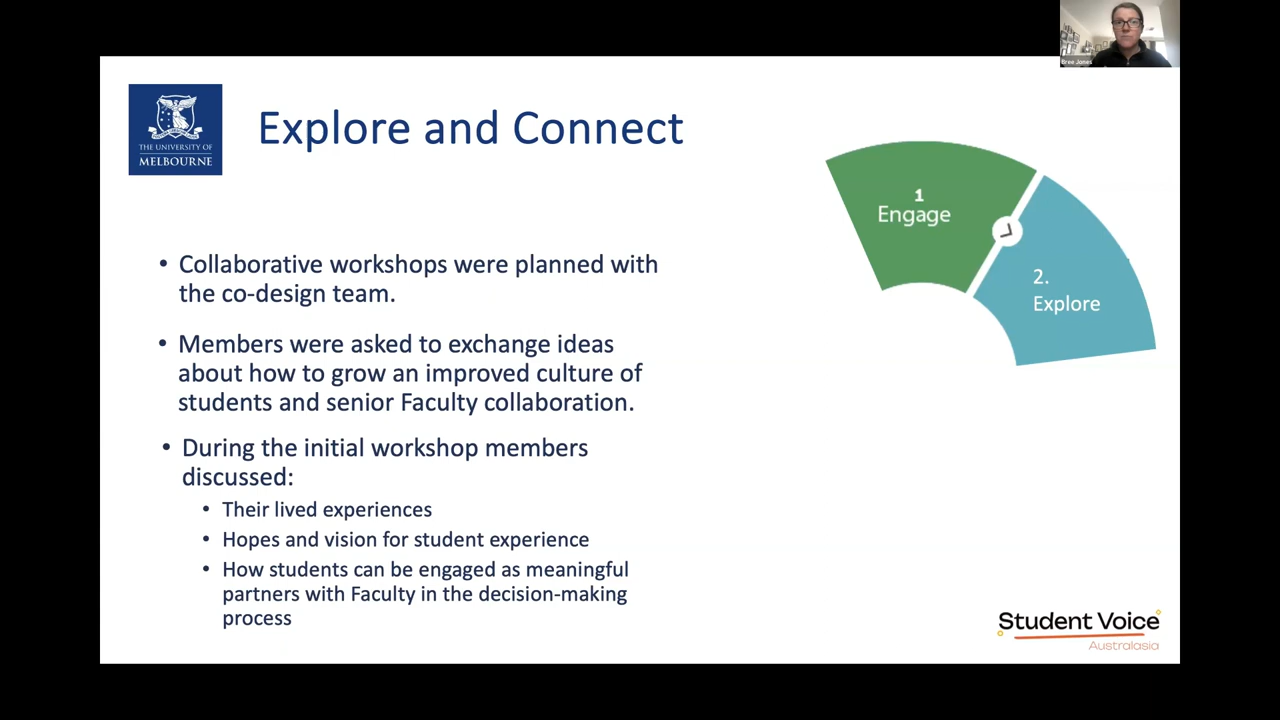 Bree Jones
THE UNIVERSITY OF
MELBOURNE
Explore and Connect
1
Engage
2.
Explore
• Collaborative workshops were planned with
the co-design team.
• Members were asked to exchange ideas
about how to grow an improved culture of
students and senior Faculty collaboration.
• During the initial workshop members
discussed:
• Their lived experiences
• Hopes and vision for student experience
• How students can be engaged as meaningful
partners with Faculty in the decision-making
process
Student Voice
Australasia